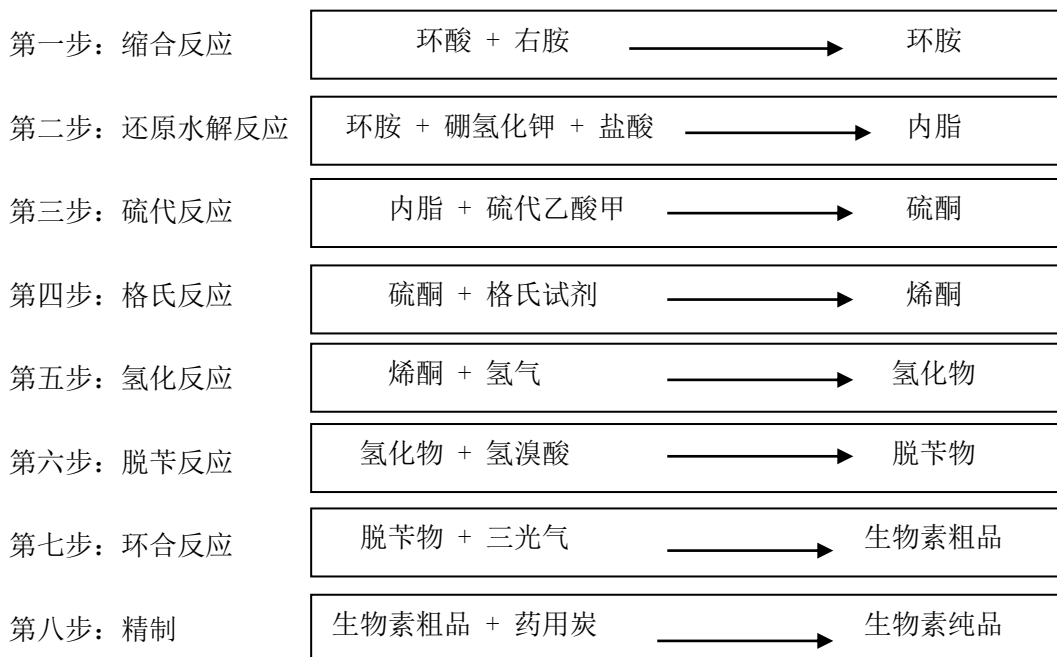 第一步：缩合反应 环酸 + 右胺 环胺
第二步：还原水解反应 环胺 + 硼氢化钾 + 盐酸 内脂
第三步：硫代反应 内脂 + 硫代乙酸甲 硫酮
第四步：格氏反应 硫酮 + 格氏试剂 烯酮
第五步：氢化反应 烯酮 + 氢气 氢化物
第六步：脱苄反应 氢化物 + 氢溴酸 脱苄物
第七步：环合反应 脱苄物 + 三光气 生物素粗品
第八步：精制 生物素粗品 + 药用炭 生物素纯品